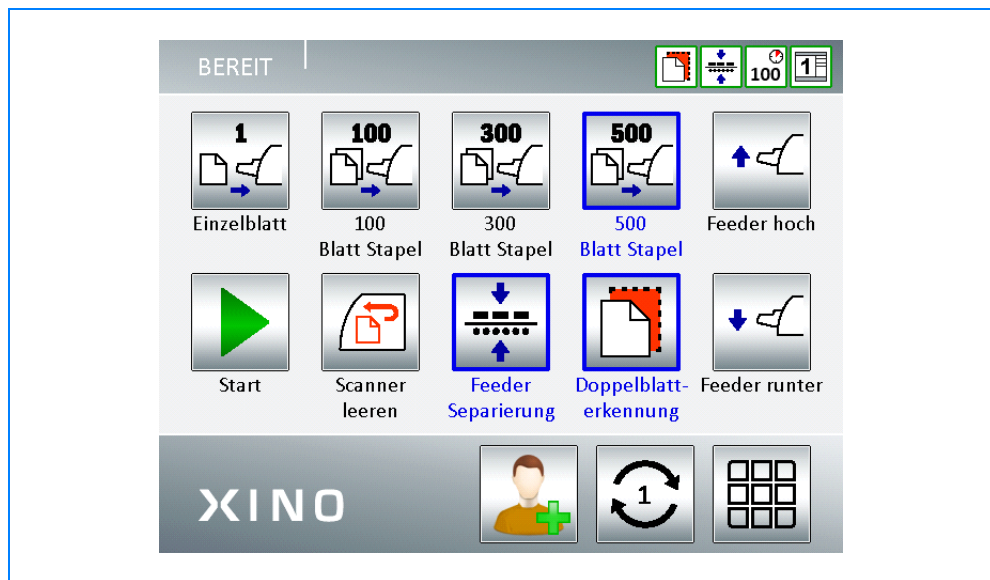 BEREIT
100 1
1 100 300 500
Einzelblatt 100 300 500 Feeder hoch
Blatt Stapel Blatt Stapel Blatt Stapel
Start Scanner Feeder Doppelblatt- Feeder runter
leeren Separierung erkennung
XINO 1